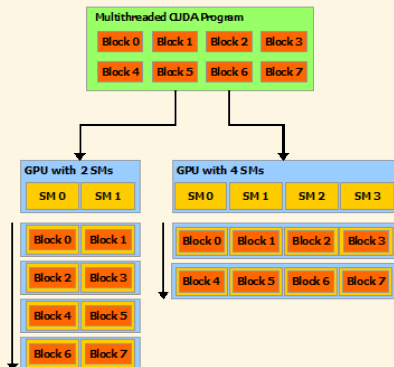 Multithreaded CUDA Program
Block 0 Block 1 Block 2 Block 3
Block 4 Block 5 Block 6 Block 7
GPU with 2 SMs
SM 0 SM 1
Block 0 Block 1
Block 2 Block 3
Block 4 Block 5
Block 6 Block 7
GPU with 4 SMs
SM 0 SM 1 SM 2 SM 3
Block 0 Block 1 Block 2 Block 3
Block 4 Block 5 Block 6 Block 7